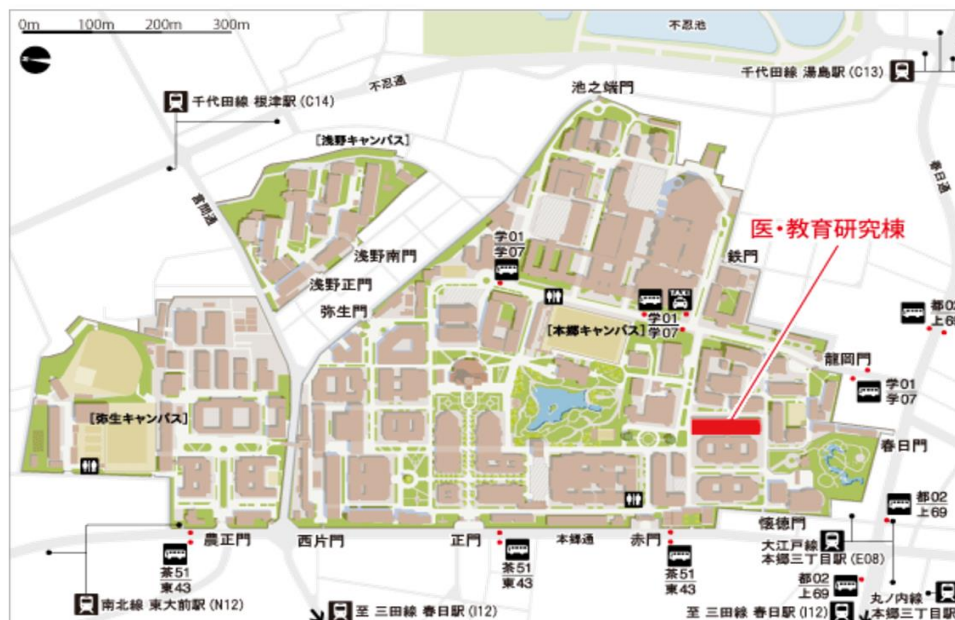 0m 100m 200m 300m
不忍池
千代田線 湯島駅 (C13)
池之端門
不忍通
千代田線 根津駅 (C14)
[浅野キャンパス]
春日通
言問通
医・教育研究棟
学01
学07
浅野南門
鉄門
浅野正門
TAXI
弥生門
学01
学07
[本郷キャンパス]
都02
上69
龍岡門
学01
学07
[弥生キャンパス]
春日門
都02
上69
懐徳門
農正門
西片門
正門
本郷通
赤門
大江戸線
本郷三丁目駅 (E08)
茶51
東43
茶51
東43
茶51
東43
都02
上69
丸ノ内線
本郷三丁目駅
南北線 東大前駅 (N12)
至 三田線 春日駅 (I12)
至 三田線 春日駅 (I12)